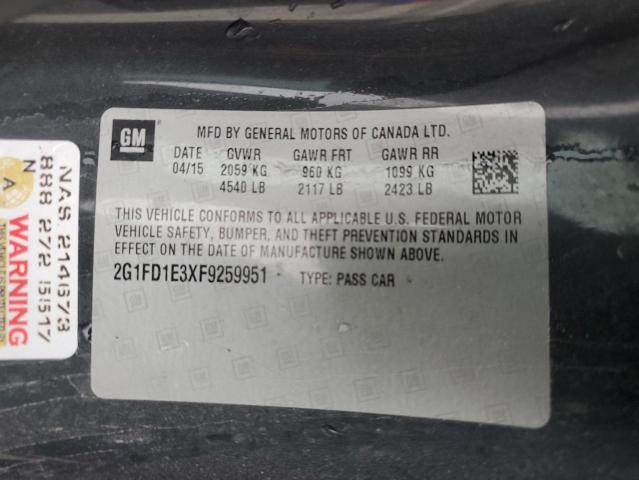 GM
MFD BY GENERAL MOTORS OF CANADA LTD.
DATE GVWR GAWR FRT GAWR RR
04/15 2059 KG 960 KG 1099 KG
4540 LB 2117 LB 2423 LB
THIS VEHICLE CONFORMS TO ALL APPLICABLE U.S. FEDERAL MOTOR
VEHICLE SAFETY, BUMPER, AND THEFT PREVENTION STANDARDS IN
EFFECT ON THE DATE OF MANUFACTURE SHOWN ABOVE.
2G1FD1E3XF9259951 TYPE: PASS CAR
NAS 214673
888 272 5517
N A
WARNING